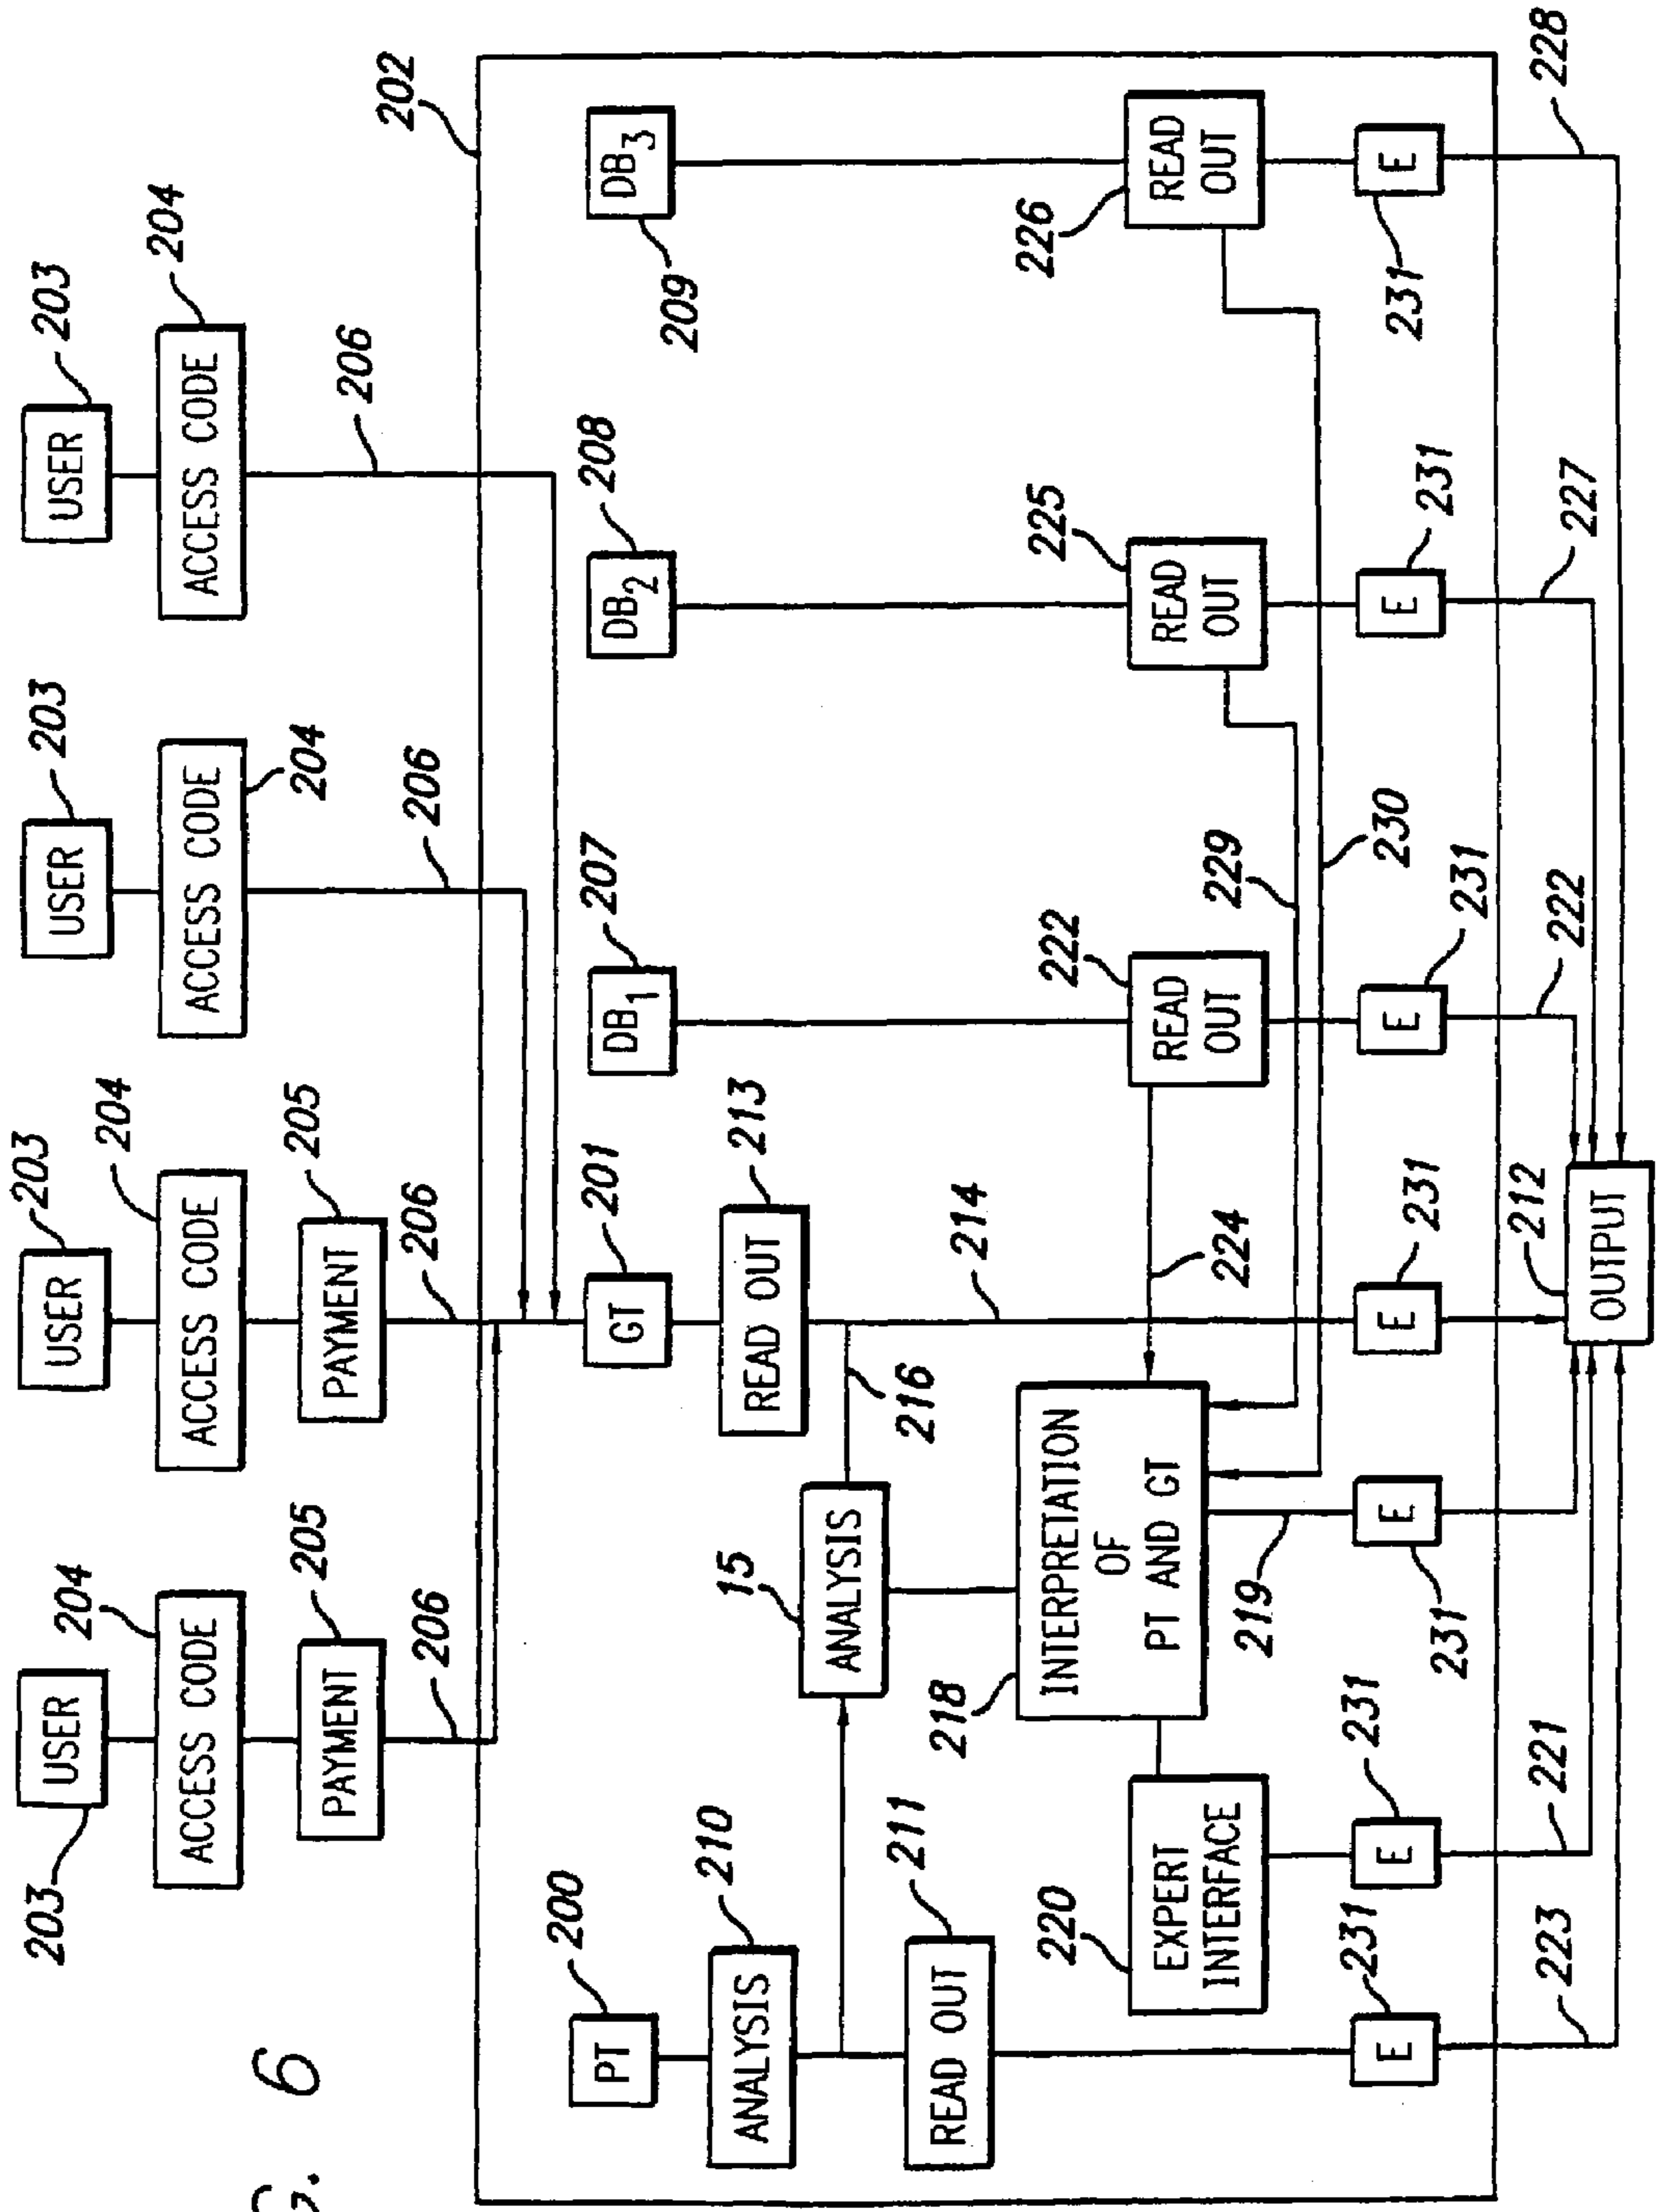 G. 6
USER
203
USER
203
USER
203
USER
203
ACCESS CODE
204
ACCESS CODE
204
ACCESS CODE
204
ACCESS CODE
204
PAYMENT
205
PAYMENT
205
206
206
206
206
202
PT
200
GT
201
DB1
207
DB2
208
DB3
209
ANALYSIS
210
READ OUT
213
ANALYSIS
15
216
READ OUT
211
214
INTERPRETATION
OF
PT AND GT
218
EXPERT
INTERFACE
220
READ
OUT
222
READ
OUT
225
READ
OUT
226
224
229
230
219
E
231
E
231
E
231
E
231
E
231
E
231
E
231
223
221
212
222
227
228
OUTPUT